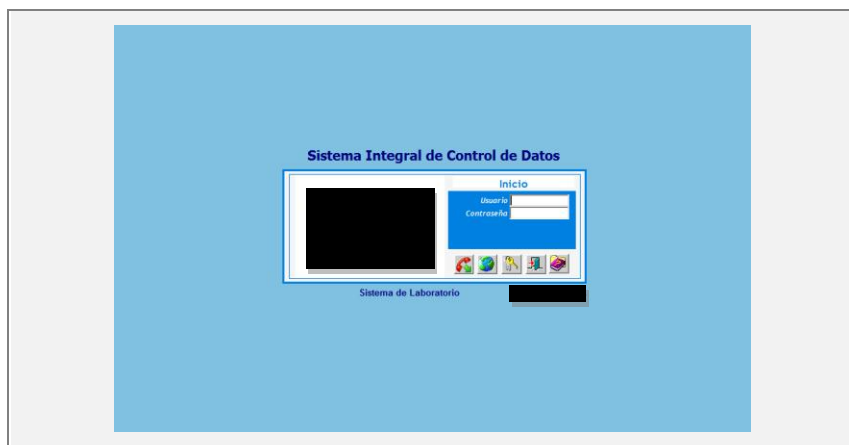 Sistema Integral de Control de Datos
Inicio
Usuario
Contraseña
Sistema de Laboratorio